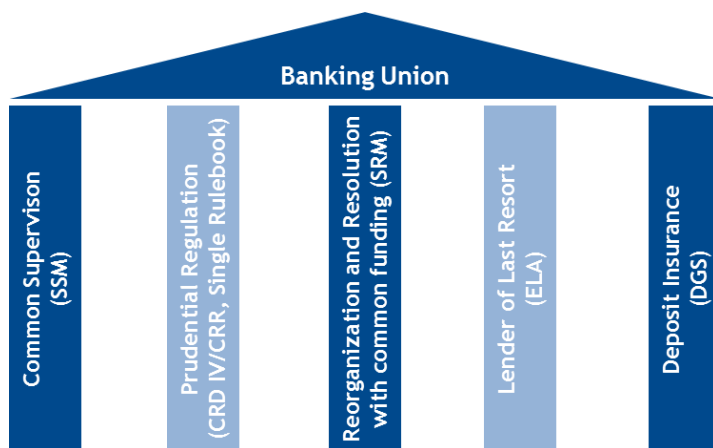 Banking Union
Common Supervison
(SSM)
Prudential Regulation
(CRD IV/CRR, Single Rulebook)
Reorganization and Resolution
with common funding (SRM)
Lender of Last Resort
(ELA)
Deposit Insurance
(DGS)